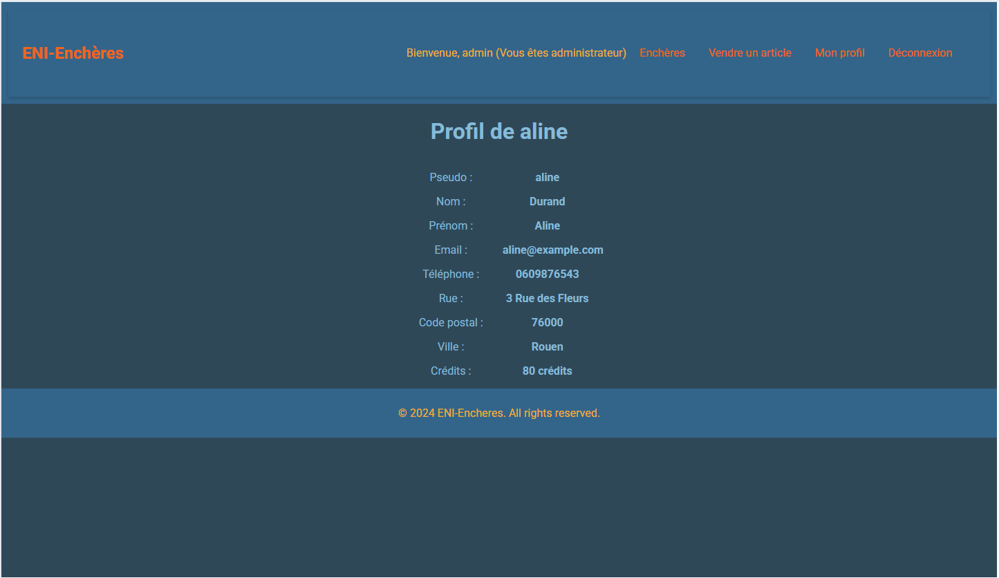 ENI-Enchères
Bienvenue, admin (Vous êtes administrateur) Enchères Vendre un article Mon profil Déconnexion
Profil de aline
Pseudo : aline
Nom : Durand
Prénom : Aline
Email : aline@example.com
Téléphone : 0609876543
Rue : 3 Rue des Fleurs
Code postal : 76000
Ville : Rouen
Crédits : 80 crédits
© 2024 ENI-Encheres. All rights reserved.